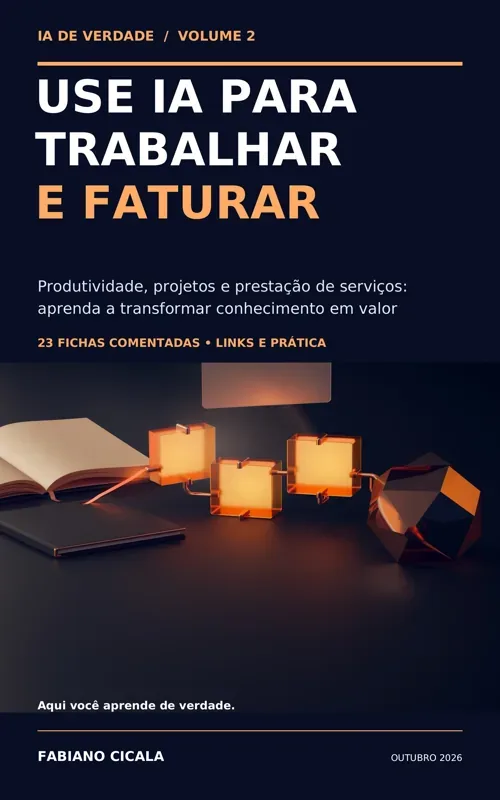 IA DE VERDADE / VOLUME 2
USE IA PARA
TRABALHAR
E FATURAR
Produtividade, projetos e prestação de serviços:
aprenda a transformar conhecimento em valor
23 FICHAS COMENTADAS • LINKS E PRÁTICA
Aqui você aprende de verdade.
FABIANO CICALA
OUTUBRO 2026